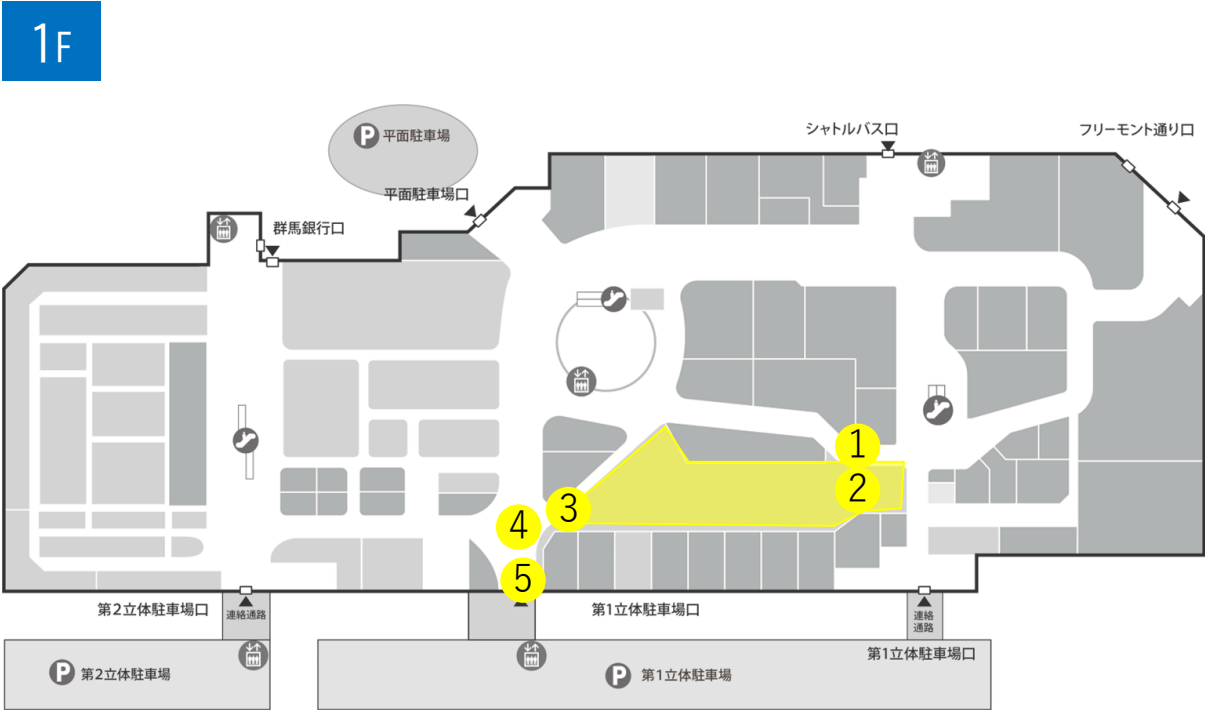 1F
シャトルバス口
フリーモント通り口
P 平面駐車場
平面駐車場口
群馬銀行口
1
2
3
4
5
第2立体駐車場口
連絡通路
第1立体駐車場口
連絡
通路
第1立体駐車場口
P 第2立体駐車場
P 第1立体駐車場